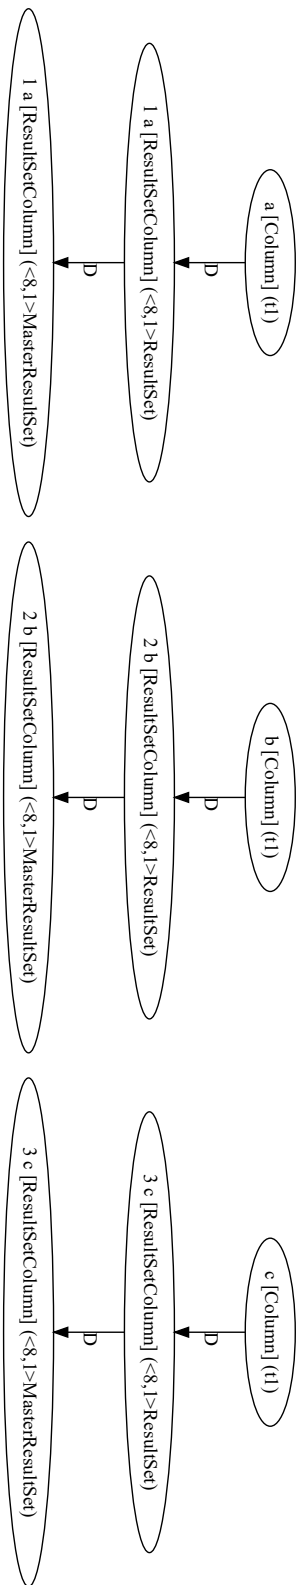 a [Column] (t1)
D
1 a [ResultSetColumn] (<8,1>ResultSet)
D
1 a [ResultSetColumn] (<8,1>MasterResultSet)
b [Column] (t1)
D
2 b [ResultSetColumn] (<8,1>ResultSet)
D
2 b [ResultSetColumn] (<8,1>MasterResultSet)
c [Column] (t1)
D
3 c [ResultSetColumn] (<8,1>ResultSet)
D
3 c [ResultSetColumn] (<8,1>MasterResultSet)